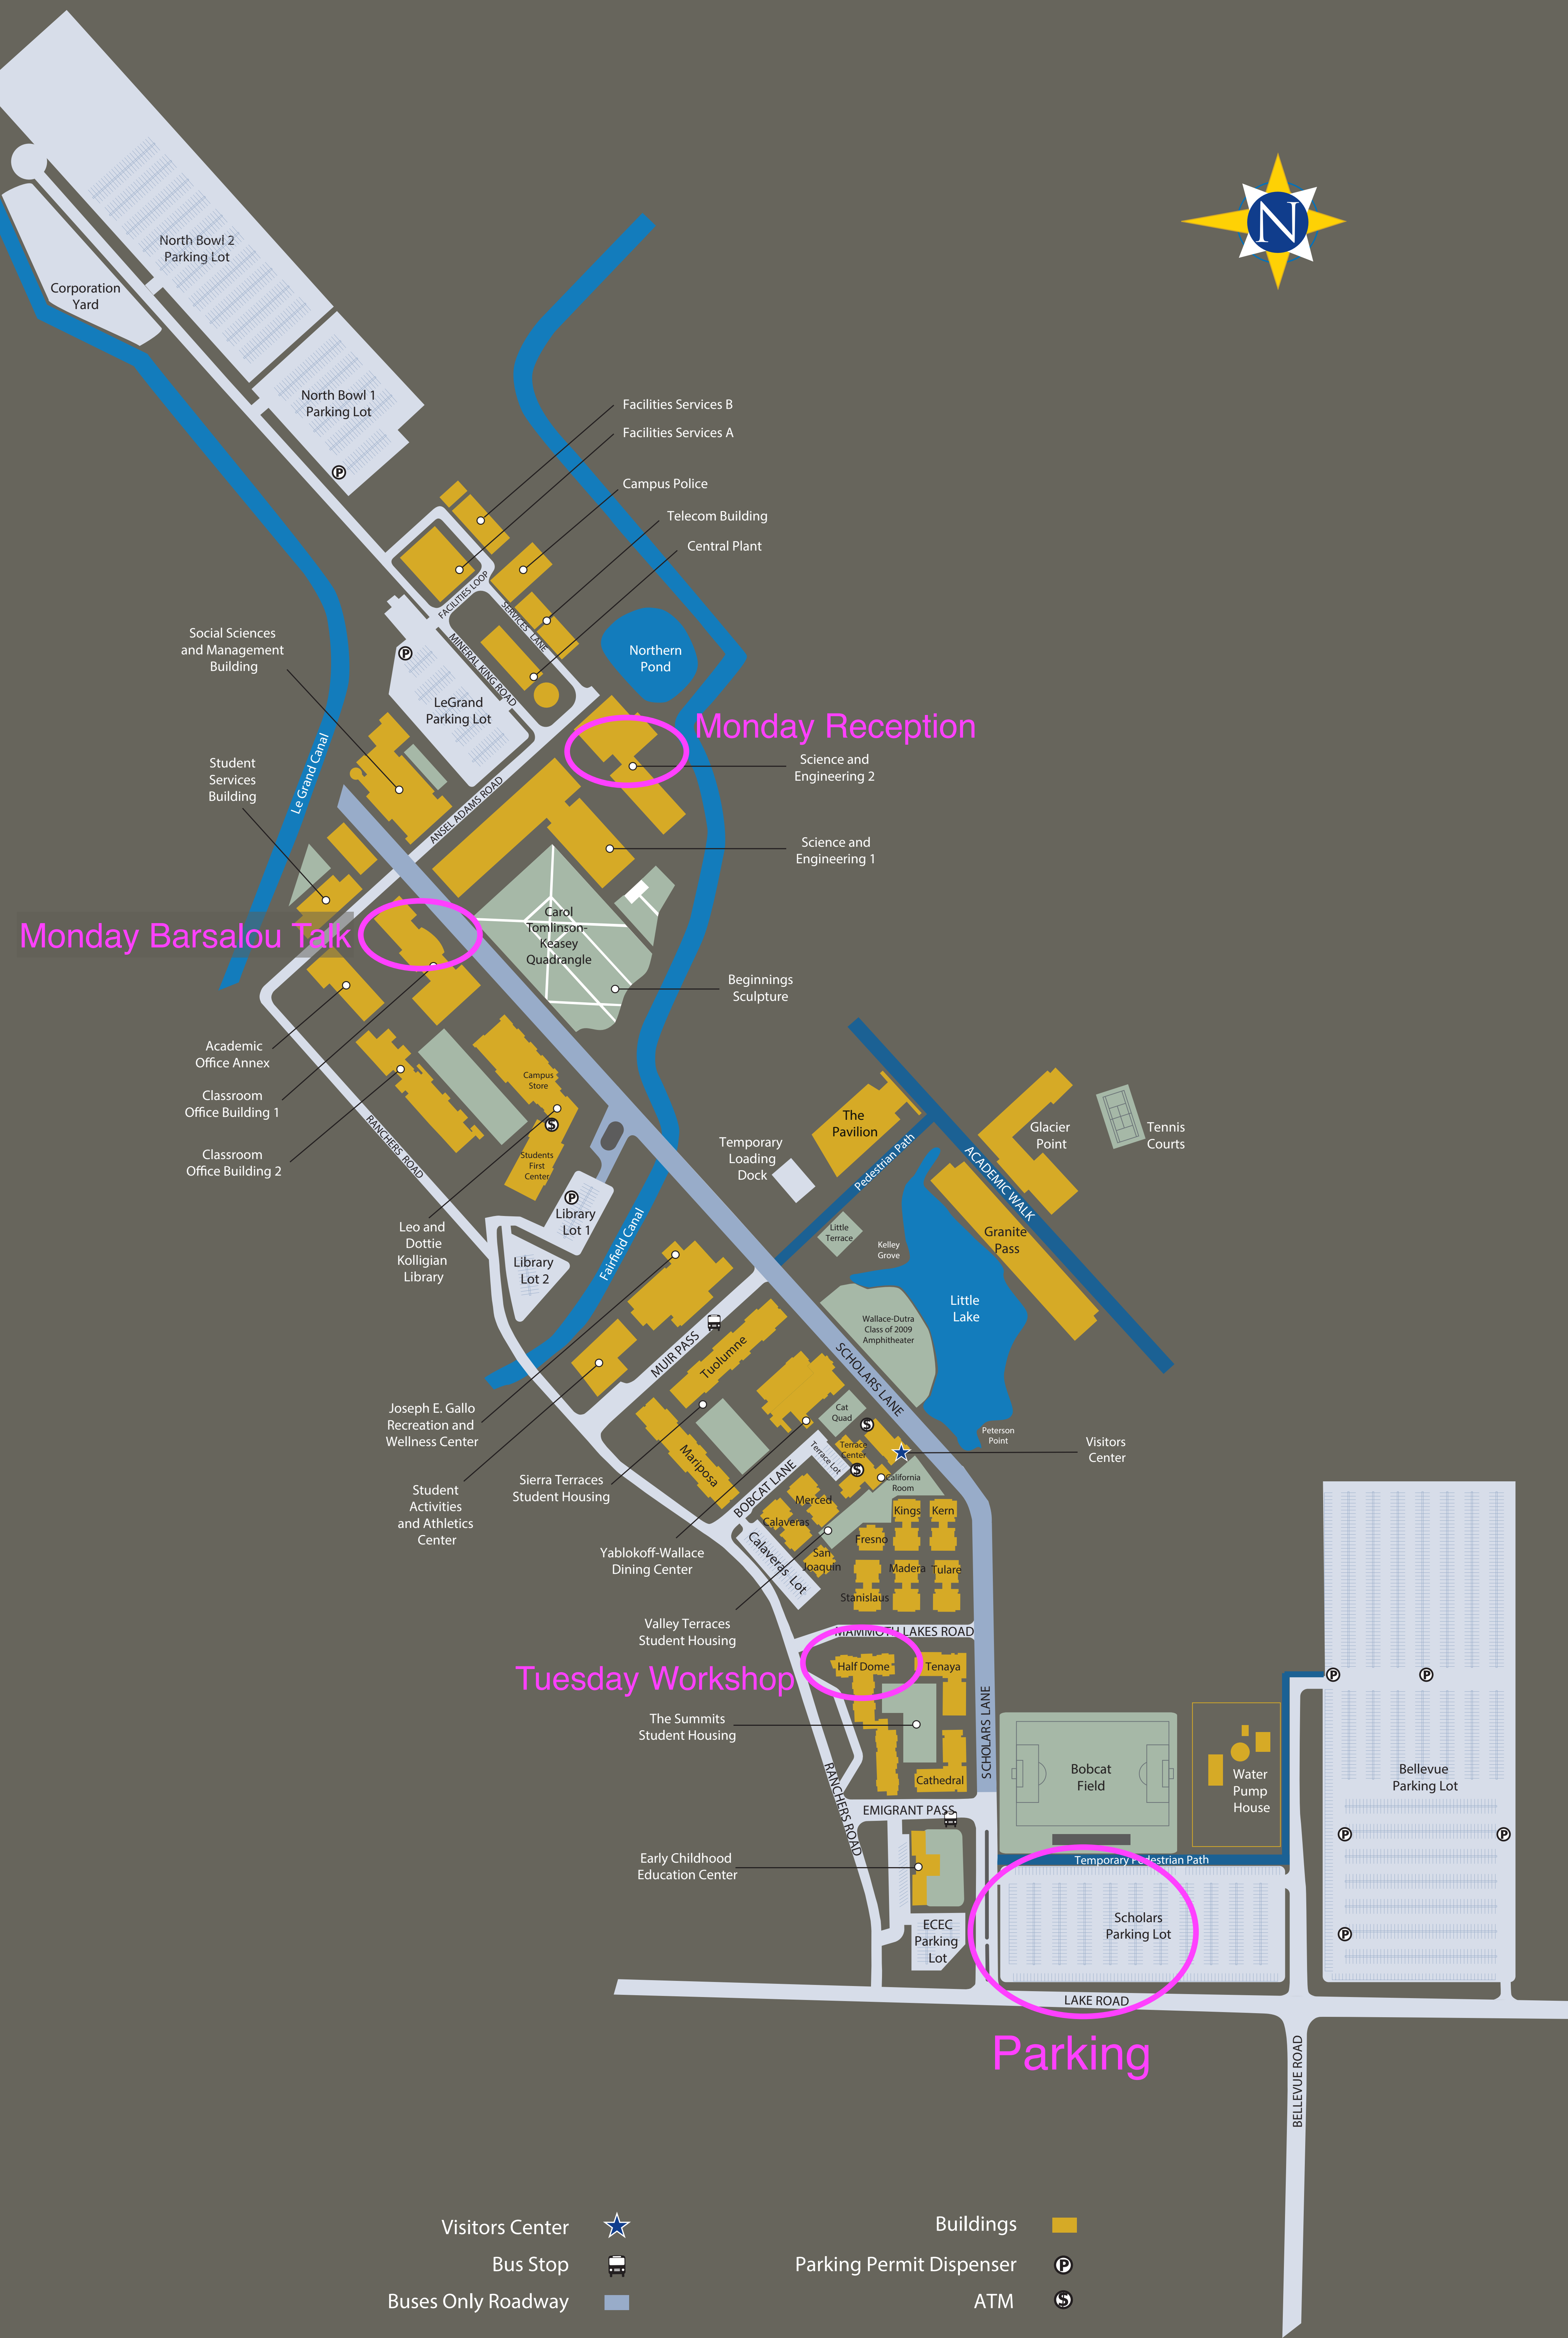 N
North Bowl 2
Parking Lot
Corporation
Yard
North Bowl 1
Parking Lot
P
Facilities Services B
Facilities Services A
Campus Police
Telecom Building
Central Plant
FACILITIES LOOP
SERVICES LANE
MINERAL KING ROAD
Social Sciences
and Management
Building
P
Northern
Pond
LeGrand
Parking Lot
Monday Reception
Science and
Engineering 2
Student
Services
Building
Le Grand Canal
ANSEL ADAMS ROAD
Science and
Engineering 1
Monday Barsalou Talk
Carol
Tomlinson-
Keasey
Quadrangle
Beginnings
Sculpture
Academic
Office Annex
Classroom
Office Building 1
Classroom
Office Building 2
RANCHERS ROAD
Campus
Store
$
Students
First
Center
P
Library
Lot 1
Library
Lot 2
Leo and
Dottie
Kolligian
Library
Fairfield Canal
The
Pavilion
Temporary
Loading
Dock
Pedestrian Path
ACADEMIC WALK
Glacier
Point
Tennis
Courts
Little
Terrace
Kelley
Grove
Granite
Pass
Little
Lake
Wallace-Dutra
Class of 2009
Amphitheater
SCHOLARS LANE
MUIR PASS
Tuolumne
Joseph E. Gallo
Recreation and
Wellness Center
Mariposa
Cat
Quad
$
Terrace
Center
$
Terrace Lot
Peterson
Point
Visitors
Center
California
Room
Sierra Terraces
Student Housing
Student
Activities
and Athletics
Center
BOBCAT LANE
Merced
Calaveras
Kings
Kern
Fresno
San
Joaquin
Madera
Tulare
Stanislaus
Calaveras Lot
Yablokoff-Wallace
Dining Center
Valley Terraces
Student Housing
MAMMOTH LAKES ROAD
Half Dome
Tenaya
Tuesday Workshop
The Summits
Student Housing
SCHOLARS LANE
Cathedral
RANCHERS ROAD
EMIGRANT PASS
Bobcat
Field
Water
Pump
House
P
P
Bellevue
Parking Lot
P
P
P
Temporary Pedestrian Path
Early Childhood
Education Center
ECEC
Parking
Lot
Scholars
Parking Lot
LAKE ROAD
Parking
BELLEVUE ROAD
Visitors Center
Bus Stop
Buses Only Roadway
Buildings
Parking Permit Dispenser
P
ATM
$